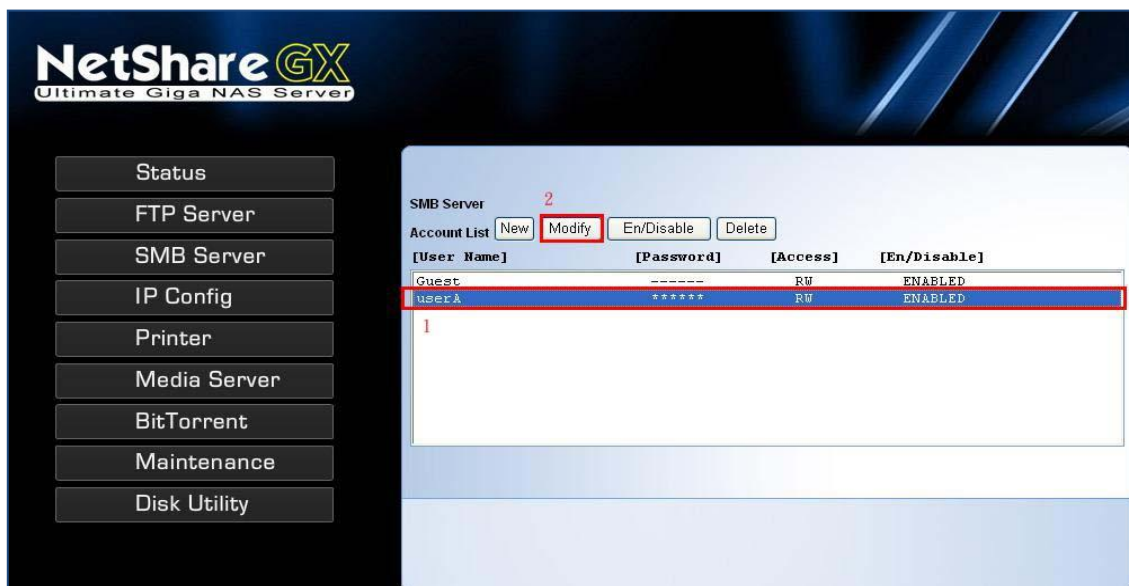 NetShare GX
Ultimate Giga NAS Server
Status
FTP Server
SMB Server
IP Config
Printer
Media Server
BitTorrent
Maintenance
Disk Utility
SMB Server 2
Account List New Modify En/Disable Delete
[User Name] [Password] [Access] [En/Disable]
Guest ------ RW ENABLED
userA ****** RW ENABLED
1